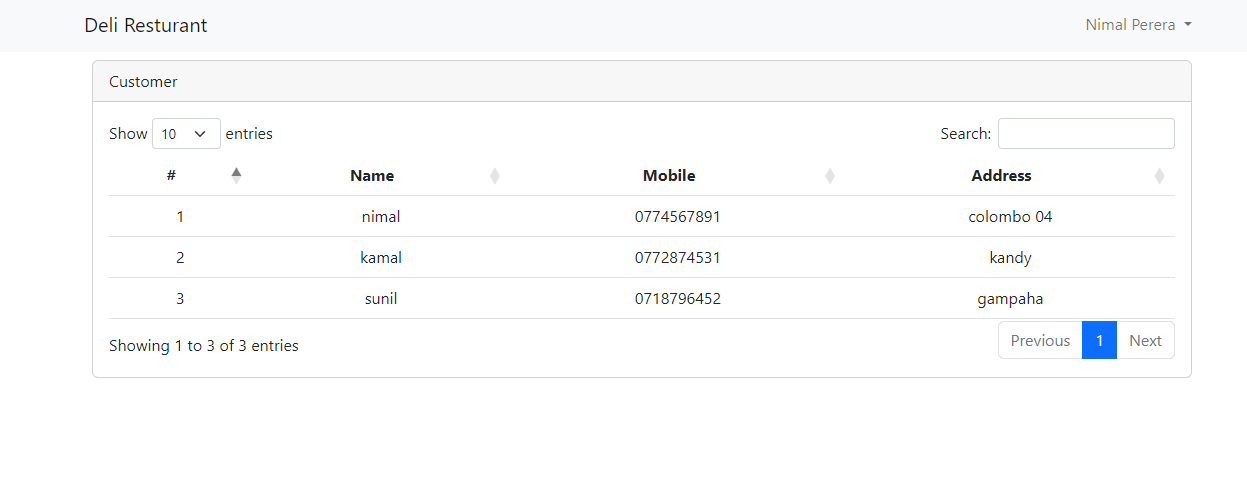 Deli Resturant Nimal Perera
Customer
Show 10 entries Search:
# Name Mobile Address
1 nimal 0774567891 colombo 04
2 kamal 0772874531 kandy
3 sunil 0718796452 gampaha
Showing 1 to 3 of 3 entries Previous 1 Next